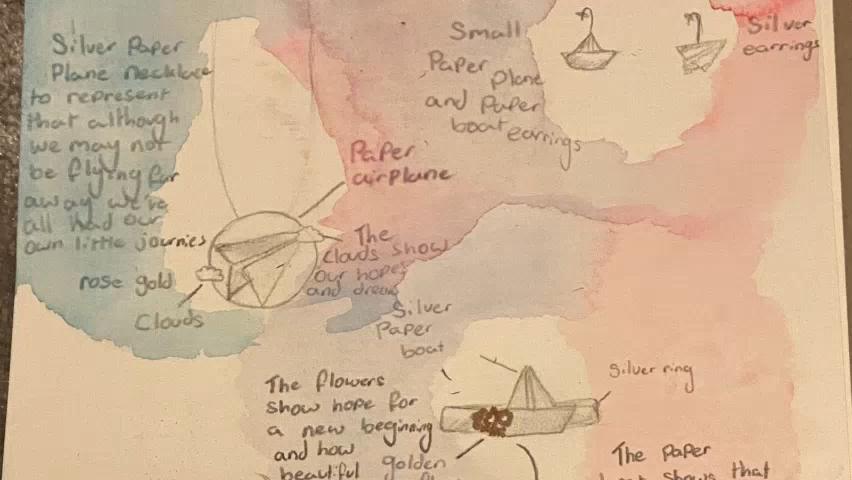 Silver Paper
Plane necklace
to represent
that although
we may not
be flying far
away we've
all had our
own little journies
rose gold
Clouds
Paper
airplane
The
clouds show
our hopes
and dreams
Small
Paper
plane
and Paper
boat earrings
Silver
earrings
Silver
Paper
boat
Silver ring
The flowers
show hope for
a new beginning
and how
beautiful
golden
The Paper
shows that